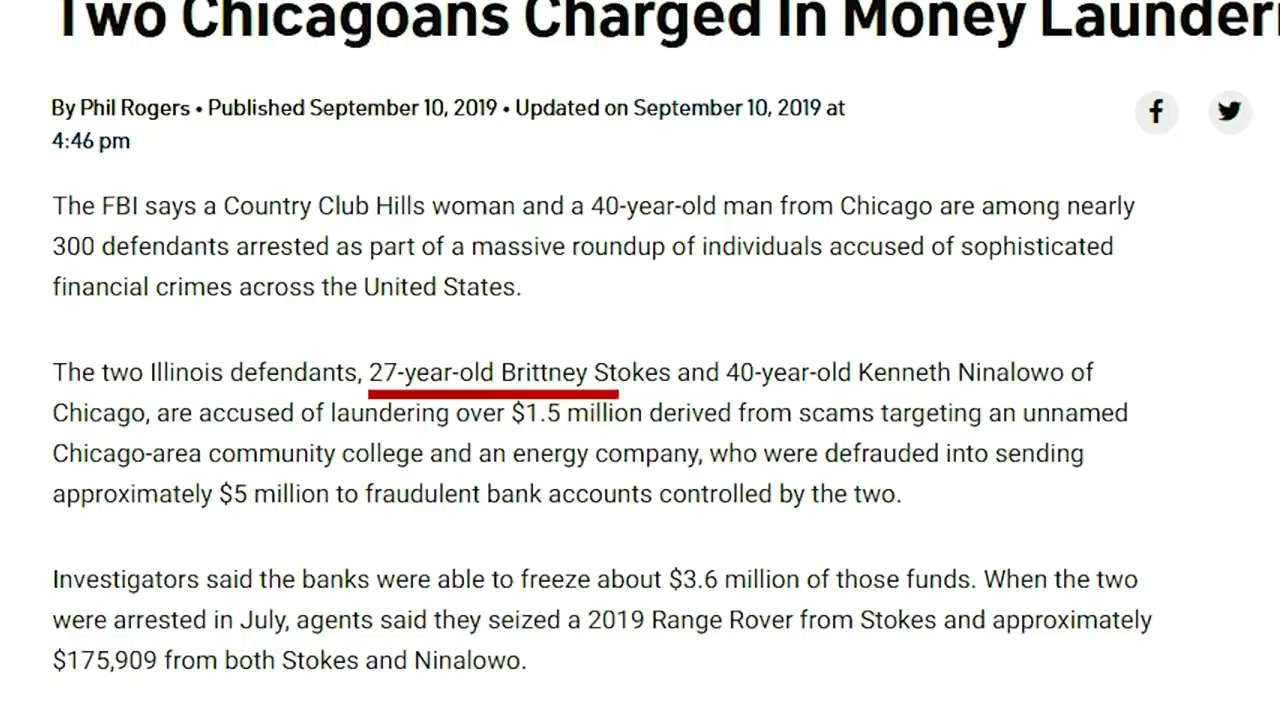 Two Chicagoans Charged In Money Launder
By Phil Rogers • Published September 10, 2019 • Updated on September 10, 2019 at
4:46 pm
The FBI says a Country Club Hills woman and a 40-year-old man from Chicago are among nearly
300 defendants arrested as part of a massive roundup of individuals accused of sophisticated
financial crimes across the United States.
The two Illinois defendants, 27-year-old Brittney Stokes and 40-year-old Kenneth Ninalowo of
Chicago, are accused of laundering over $1.5 million derived from scams targeting an unnamed
Chicago-area community college and an energy company, who were defrauded into sending
approximately $5 million to fraudulent bank accounts controlled by the two.
Investigators said the banks were able to freeze about $3.6 million of those funds. When the two
were arrested in July, agents said they seized a 2019 Range Rover from Stokes and approximately
$175,909 from both Stokes and Ninalowo.